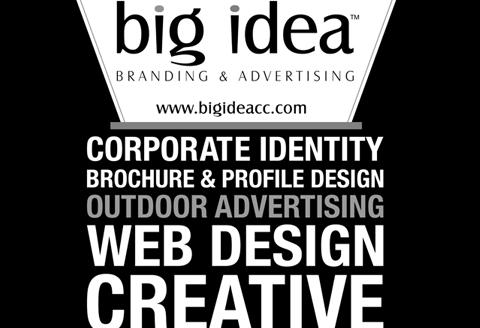 big idea™
BRANDING & ADVERTISING
www.bigideacc.com
CORPORATE IDENTITY
BROCHURE & PROFILE DESIGN
OUTDOOR ADVERTISING
WEB DESIGN
CREATIVE